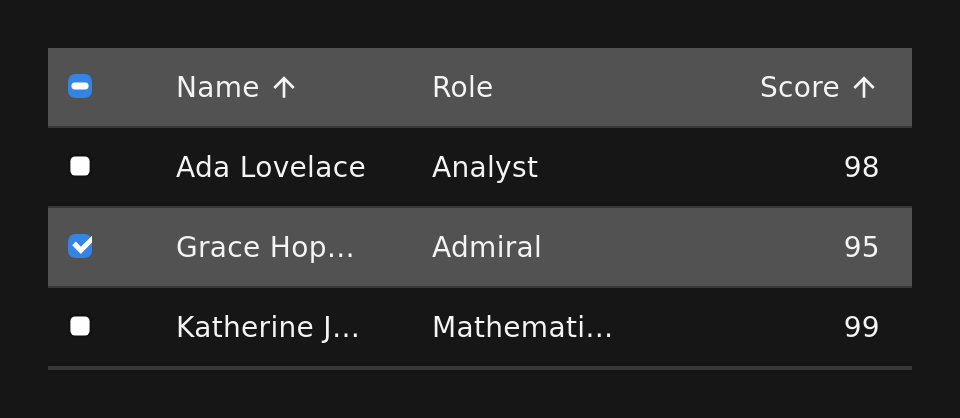 Name ↑ Role Score ↑
Ada Lovelace Analyst 98
Grace Hop... Admiral 95
Katherine J... Mathemati... 99